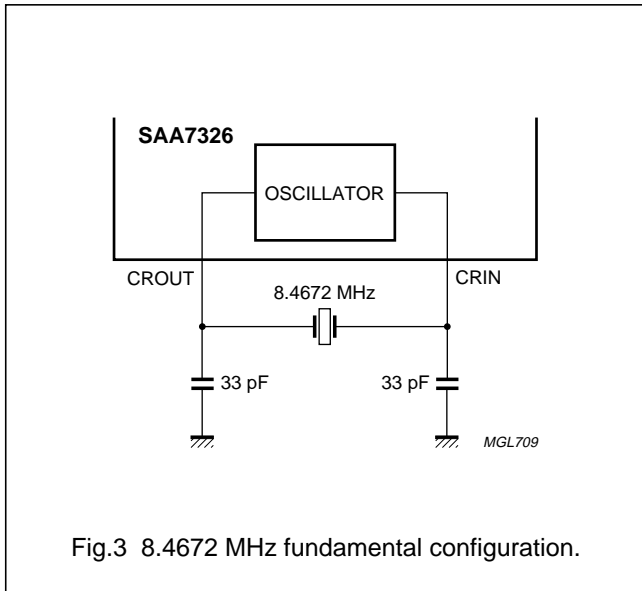 SAA7326
OSCILLATOR
CROUT
CRIN
8.4672 MHz
33 pF
33 pF
MGL709
Fig.3 8.4672 MHz fundamental configuration.